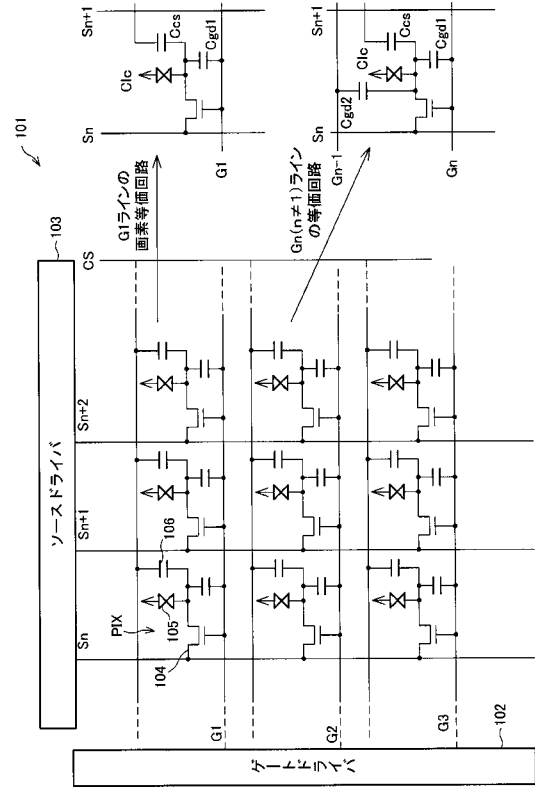 101
103
ソースドライバ
Sn
Sn+1
Sn+2
CS
PIX
106
105
104
G1
G2
G3
ゲートドライバ
102
G1ラインの
画素等価回路
Gn(n≠1)ライン
の等価回路
Sn
Sn+1
Clc
Ccs
Cgd1
G1
Sn
Sn+1
Gn-1
Cgd2
Clc
Ccs
Cgd1
Gn